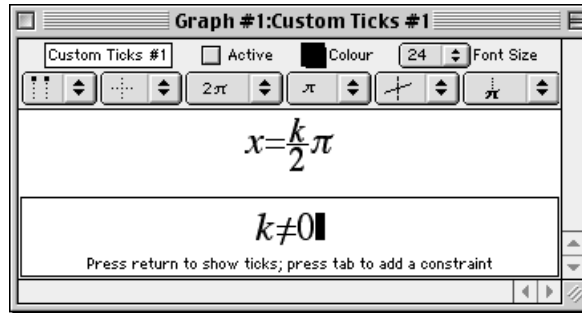 Graph #1:Custom Ticks #1
Custom Ticks #1 Active Colour 24 Font Size
2π π π
x=k/2 π
k≠0
Press return to show ticks; press tab to add a constraint